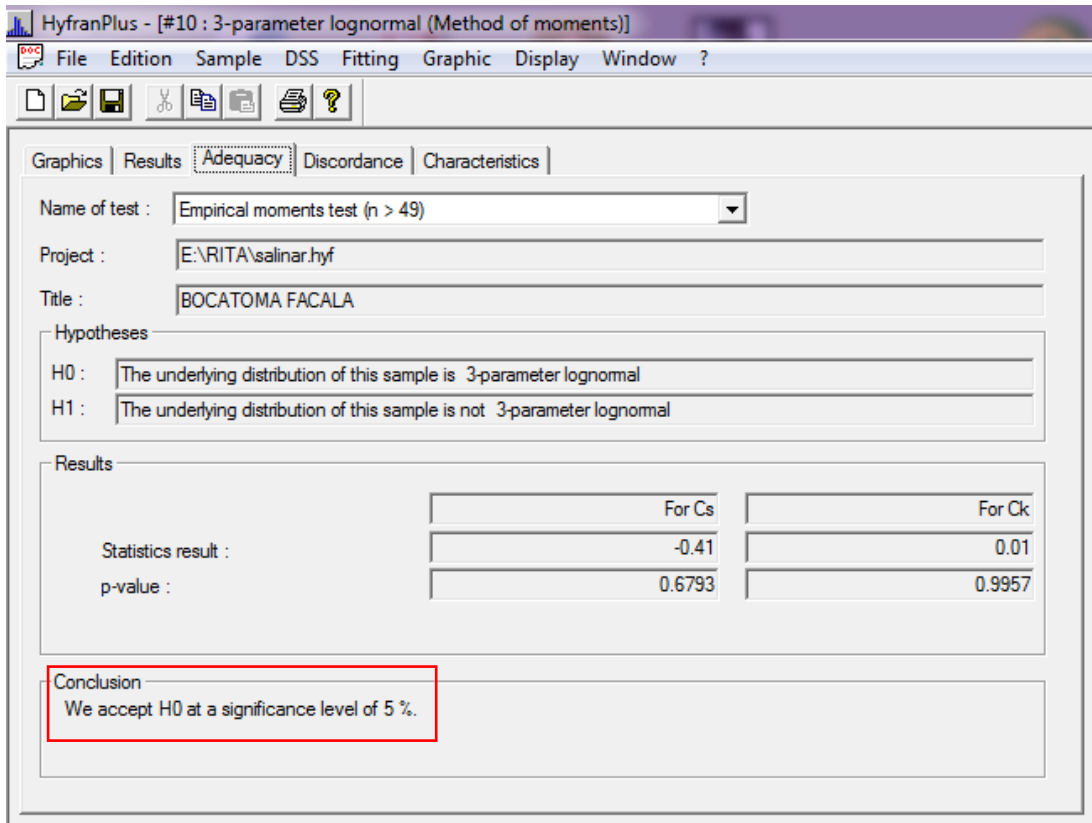 HyfranPlus - [#10 : 3-parameter lognormal (Method of moments)]
DOC File Edition Sample DSS Fitting Graphic Display Window ?
Graphics Results Adequacy Discordance Characteristics
Name of test : Empirical moments test (n > 49)
Project : E:\RITA\salinar.hyf
Title : BOCATOMA FACALA
Hypotheses
H0 : The underlying distribution of this sample is 3-parameter lognormal
H1 : The underlying distribution of this sample is not 3-parameter lognormal
Results
For Cs For Ck
Statistics result : -0.41 0.01
p-value : 0.6793 0.9957
Conclusion
We accept H0 at a significance level of 5 %.